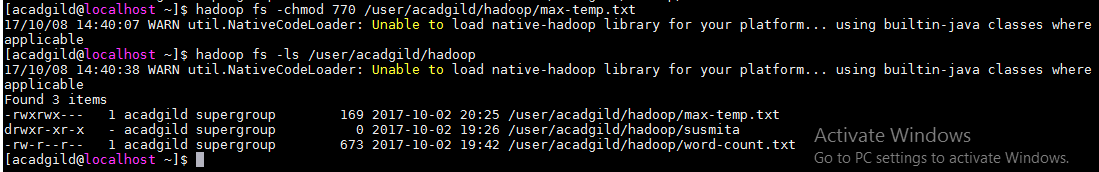 [acadgild@localhost ~]$ hadoop fs -chmod 770 /user/acadgild/hadoop/max-temp.txt
17/10/08 14:40:07 WARN util.NativeCodeLoader: Unable to load native-hadoop library for your platform... using builtin-java classes where
applicable
[acadgild@localhost ~]$ hadoop fs -ls /user/acadgild/hadoop
17/10/08 14:40:38 WARN util.NativeCodeLoader: Unable to load native-hadoop library for your platform... using builtin-java classes where
applicable
Found 3 items
-rwxrwx---   1 acadgild supergroup        169 2017-10-02 20:25 /user/acadgild/hadoop/max-temp.txt
drwxr-xr-x   - acadgild supergroup          0 2017-10-02 19:26 /user/acadgild/hadoop/susmita
-rw-r--r--   1 acadgild supergroup        673 2017-10-02 19:42 /user/acadgild/hadoop/word-count.txt
[acadgild@localhost ~]$
Activate Windows
Go to PC settings to activate Windows.